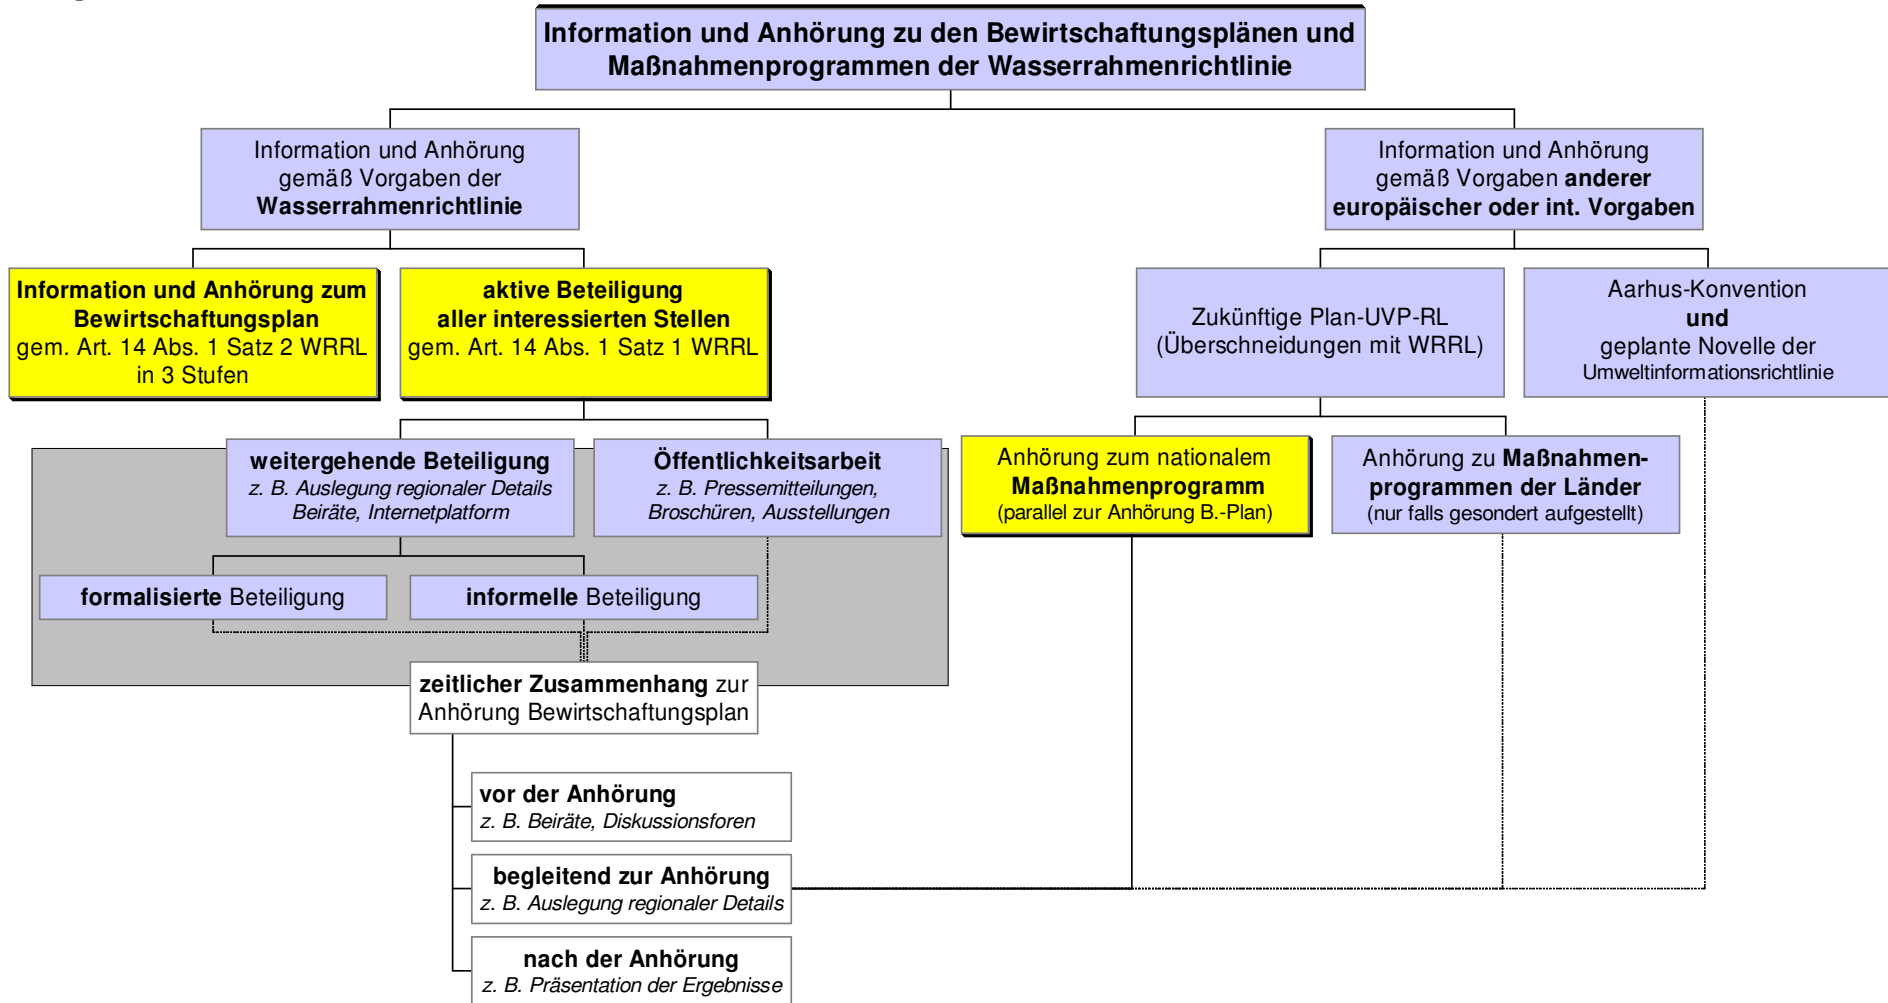 Information und Anhörung zu den Bewirtschaftungsplänen und
Maßnahmenprogrammen der Wasserrahmenrichtlinie
Information und Anhörung
gemäß Vorgaben der
Wasserrahmenrichtlinie
Information und Anhörung
gemäß Vorgaben anderer
europäischer oder int. Vorgaben
Information und Anhörung zum
Bewirtschaftungsplan
gem. Art. 14 Abs. 1 Satz 2 WRRL
in 3 Stufen
aktive Beteiligung
aller interessierten Stellen
gem. Art. 14 Abs. 1 Satz 1 WRRL
Zukünftige Plan-UVP-RL
(Überschneidungen mit WRRL)
Aarhus-Konvention
und
geplante Novelle der
Umweltinformationsrichtlinie
weitergehende Beteiligung
z. B. Auslegung regionaler Details
Beiräte, Internetplatform
Öffentlichkeitsarbeit
z. B. Pressemitteilungen,
Broschüren, Ausstellungen
Anhörung zum nationalem
Maßnahmenprogramm
(parallel zur Anhörung B.-Plan)
Anhörung zu Maßnahmen-
programmen der Länder
(nur falls gesondert aufgestellt)
formalisierte Beteiligung
informelle Beteiligung
zeitlicher Zusammenhang zur
Anhörung Bewirtschaftungsplan
vor der Anhörung
z. B. Beiräte, Diskussionsforen
begleitend zur Anhörung
z. B. Auslegung regionaler Details
nach der Anhörung
z. B. Präsentation der Ergebnisse